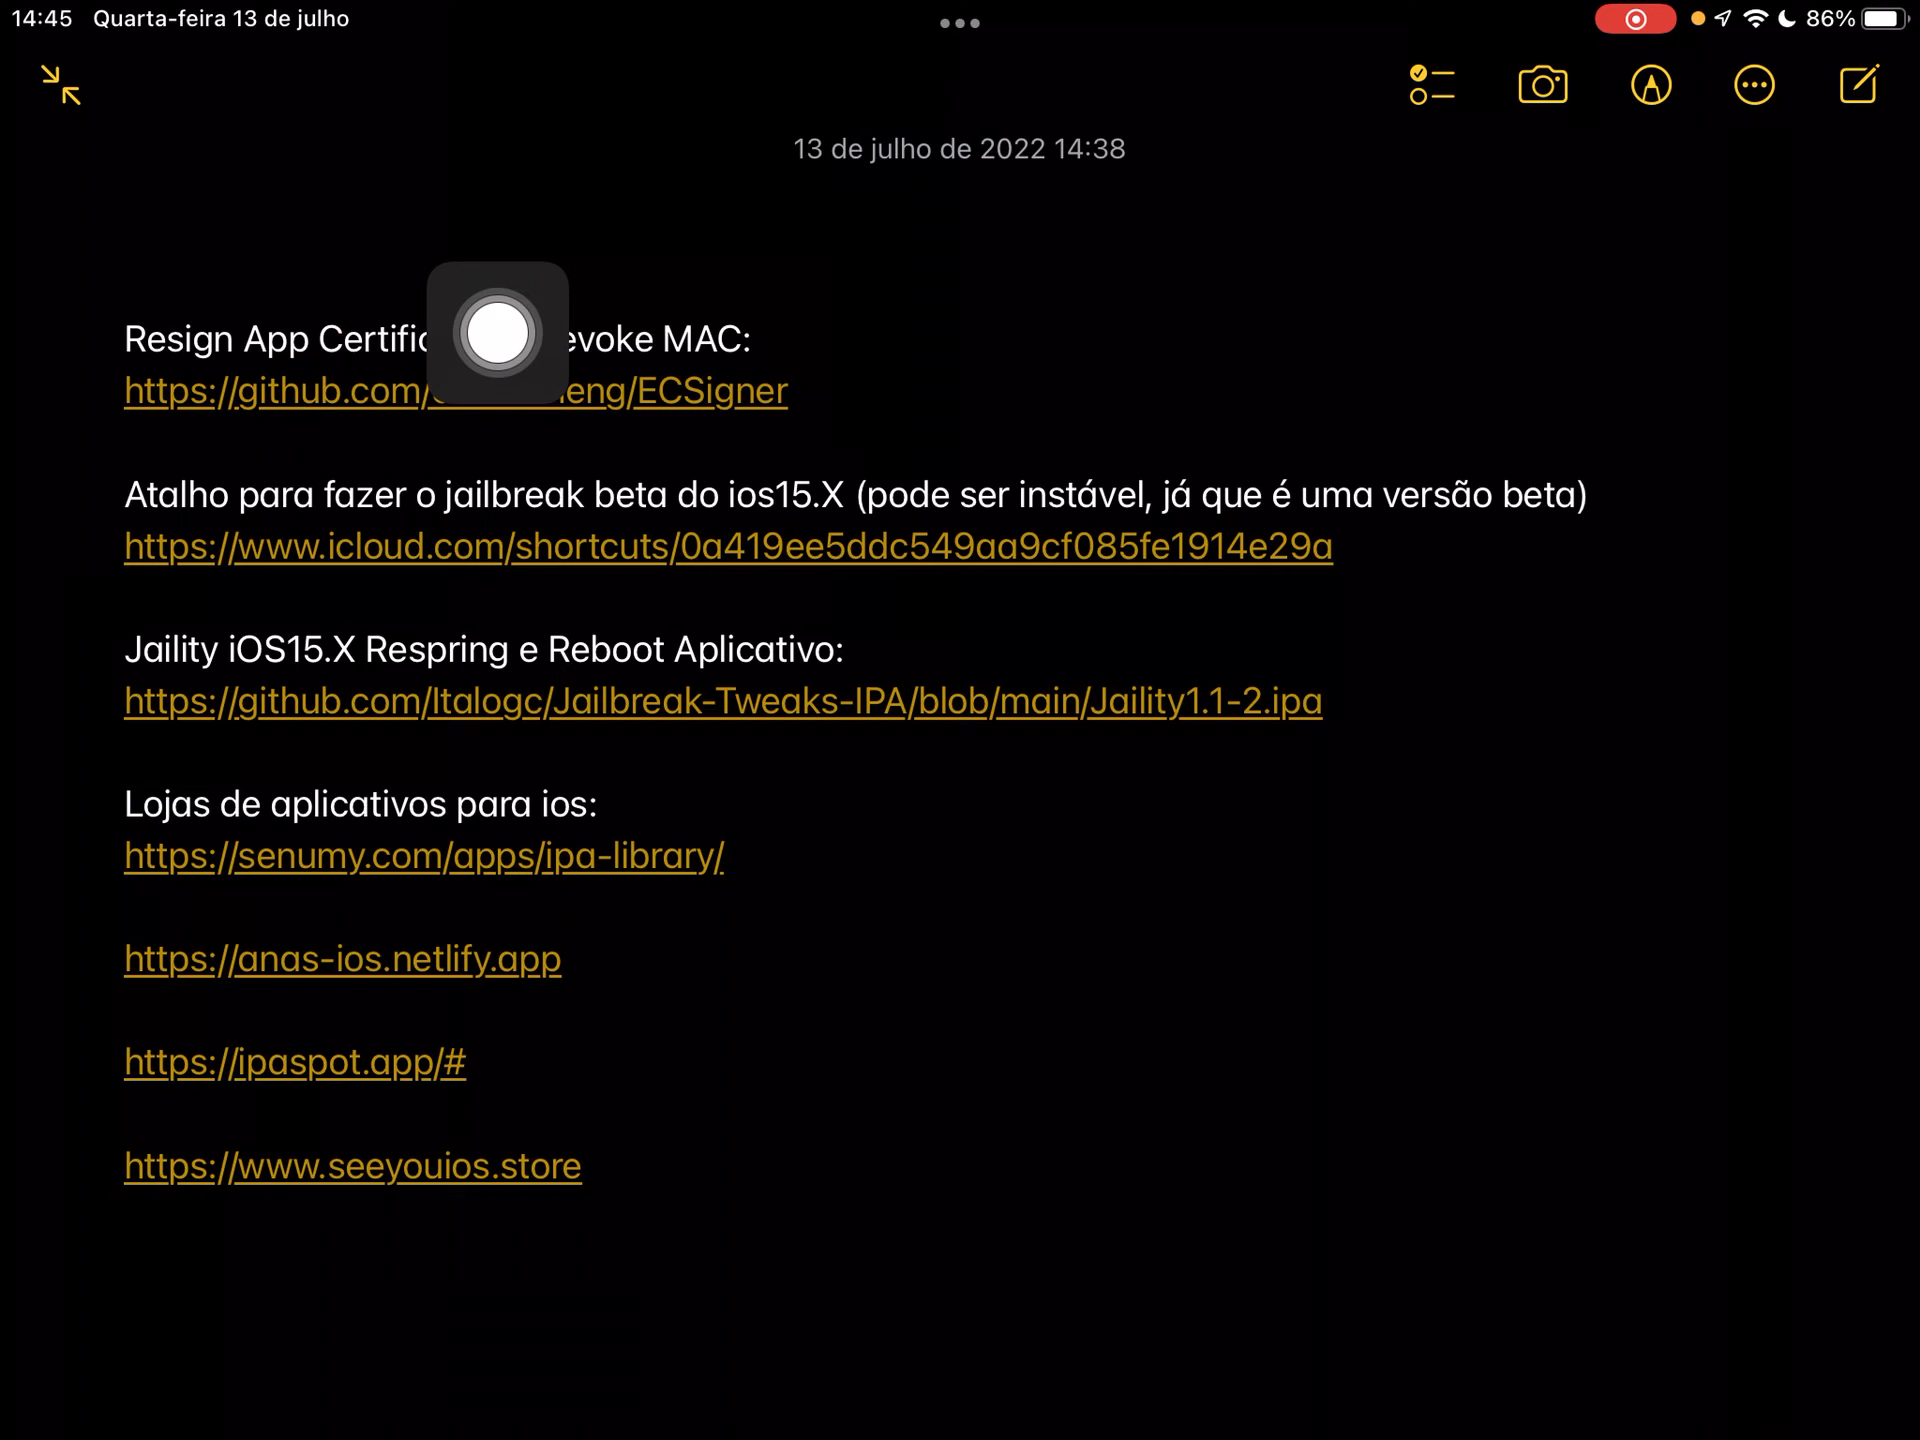 14:45 Quarta-feira 13 de julho 86%
13 de julho de 2022 14:38
Resign App evoke MAC:
https://github.com/ eng/ECSigner
Atalho para fazer o jailbreak beta do ios15.X (pode ser instável, já que é uma versão beta)
https://www.icloud.com/shortcuts/0a419ee5ddc549aa9cf085fe1914e29a
Jaility iOS15.X Respring e Reboot Aplicativo:
https://github.com/Italogc/Jailbreak-Tweaks-IPA/blob/main/Jaility1.1-2.ipa
Lojas de aplicativos para ios:
https://senumy.com/apps/ipa-library/
https://anas-ios.netlify.app
https://ipaspot.app/#
https://www.seeyouios.store